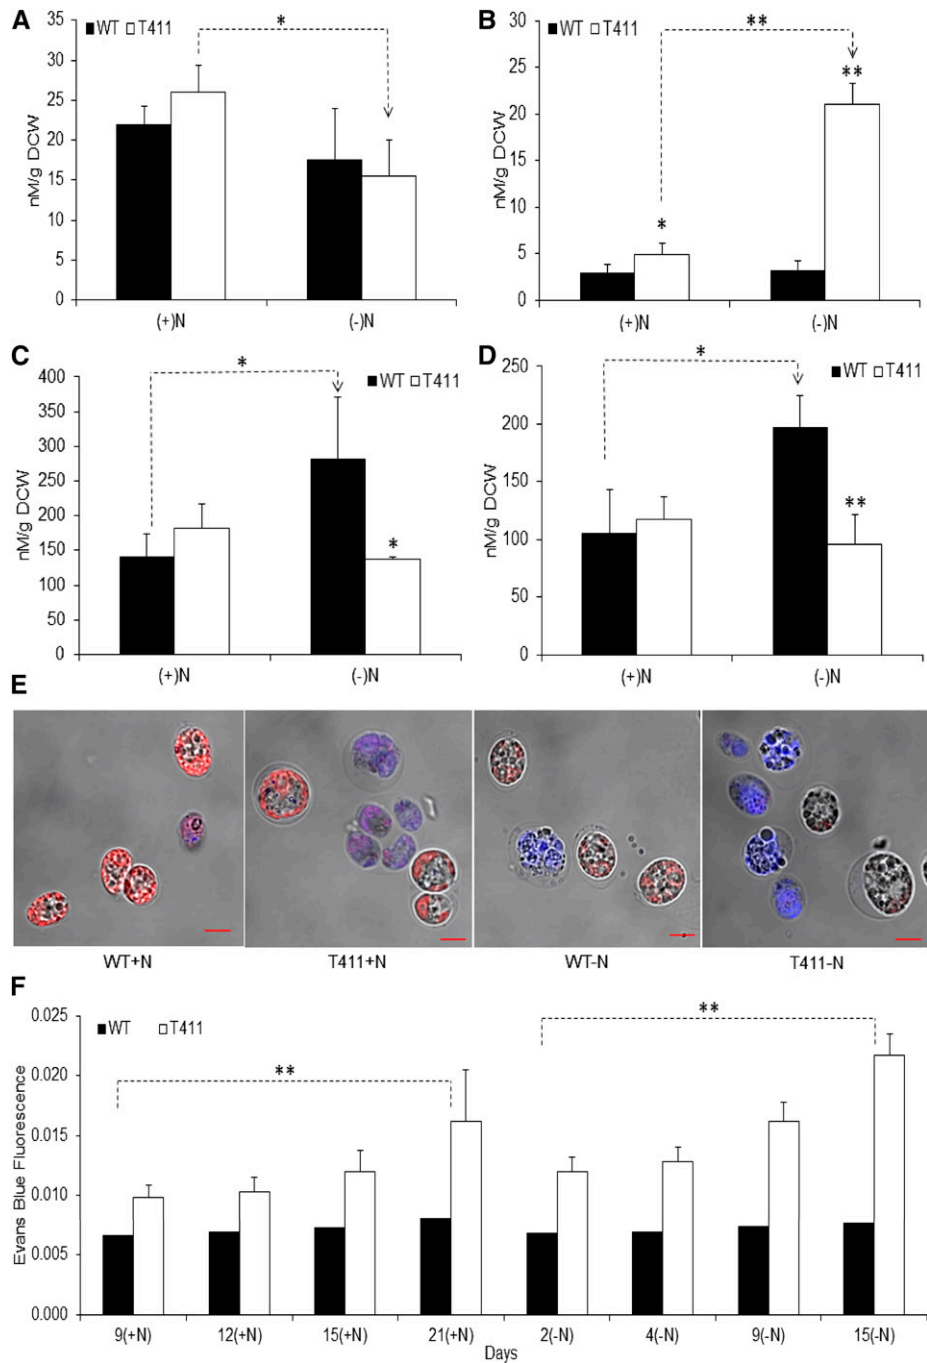 A
WT T411
*
nM/g DCW
35
30
25
20
15
10
5
0
(+)N (-)N
B
WT T411
**
**
*
nM/g DCW
30
25
20
15
10
5
0
(+)N (-)N
C
*
WT T411
*
nM/g DCW
400
350
300
250
200
150
100
50
0
(+)N (-)N
D
*
WT T411
**
nM/g DCW
250
200
150
100
50
0
(+)N (-)N
E
WT+N T411+N WT-N T411-N
F
WT T411
**
**
Evans Blue Fluorescence
0.025
0.020
0.015
0.010
0.005
0.000
9(+N) 12(+N) 15(+N) 21(+N) 2(-N) 4(-N) 9(-N) 15(-N)
Days